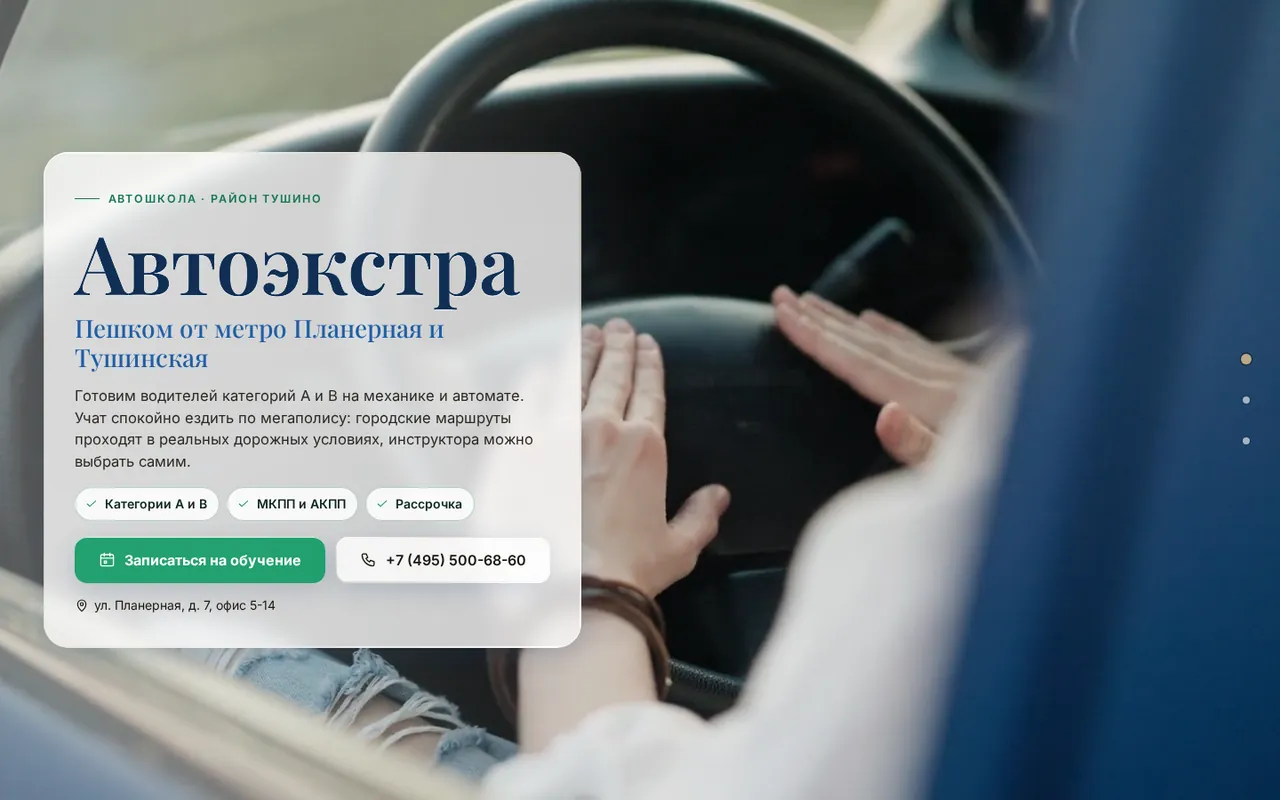 АВТОШКОЛА · РАЙОН ТУШИНО
Автоэкстра
Пешком от метро Планерная и
Тушинская
Готовим водителей категорий А и В на механике и автомате.
Учат спокойно ездить по мегаполису: городские маршруты
проходят в реальных дорожных условиях, инструктора можно
выбрать самим.
Категории А и В
МКПП и АКПП
Рассрочка
Записаться на обучение
+7 (495) 500-68-60
ул. Планерная, д. 7, офис 5-14